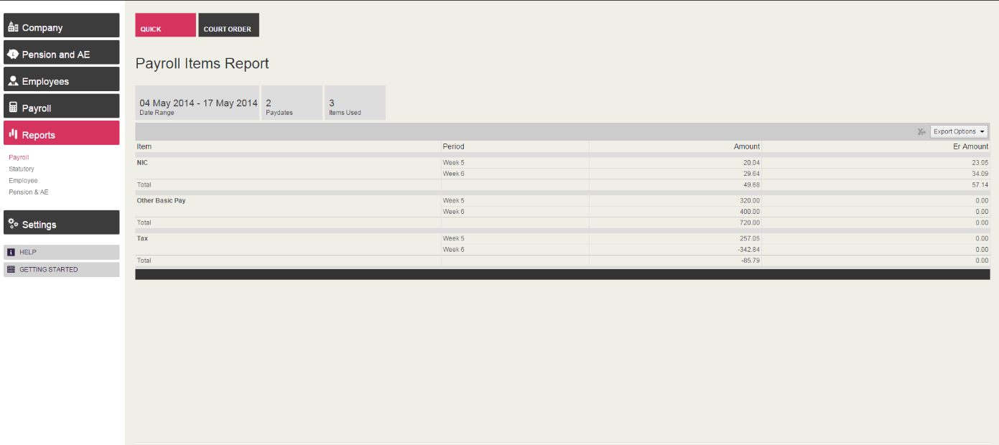 Company
Pension and AE
Employees
Payroll
Reports
Payroll
Statutory
Employee
Pension & AE
Settings
HELP
GETTING STARTED
QUICK COURT ORDER
Payroll Items Report
04 May 2014 - 17 May 2014 2 3
Date Range Paydates Items Used
Export Options
Item Period Amount Er Amount
NIC Week 5 20.04 23.05
Week 6 29.64 34.09
Total 49.68 57.14
Other Basic Pay Week 5 320.00 0.00
Week 6 400.00 0.00
Total 720.00 0.00
Tax Week 5 257.05 0.00
Week 6 -342.84 0.00
Total -85.79 0.00